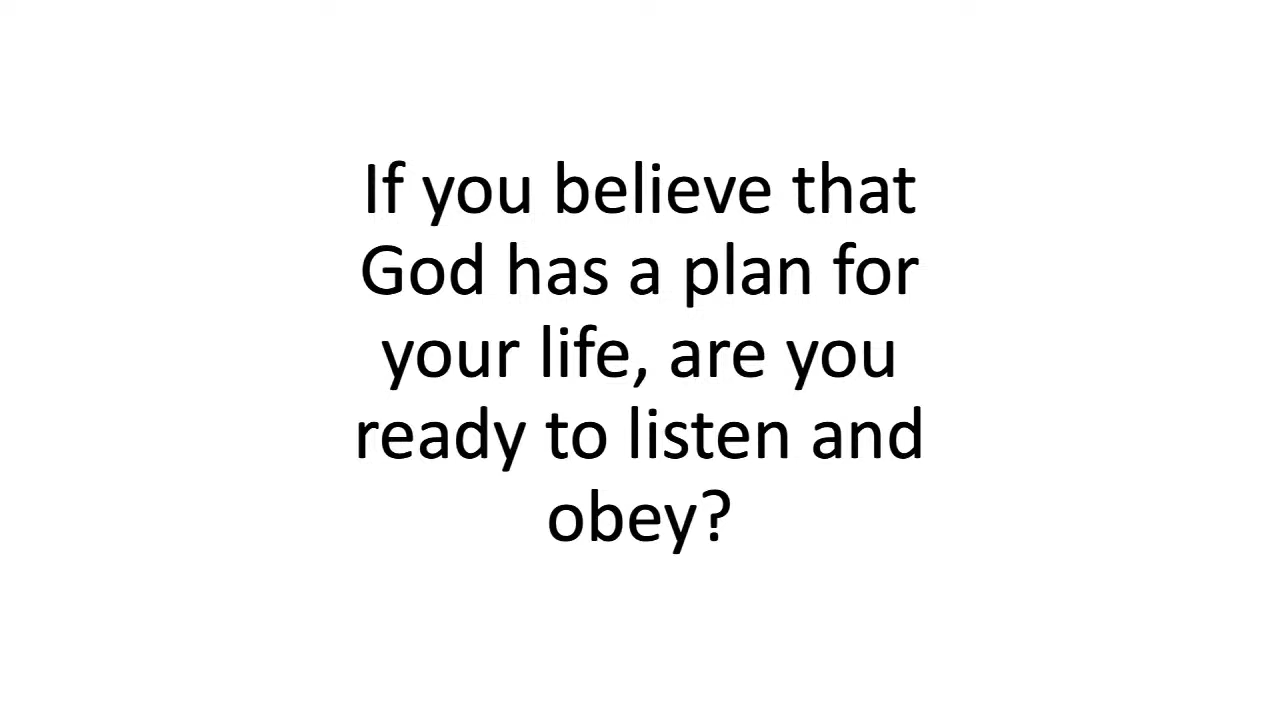 If you believe that
God has a plan for
your life, are you
ready to listen and
obey?